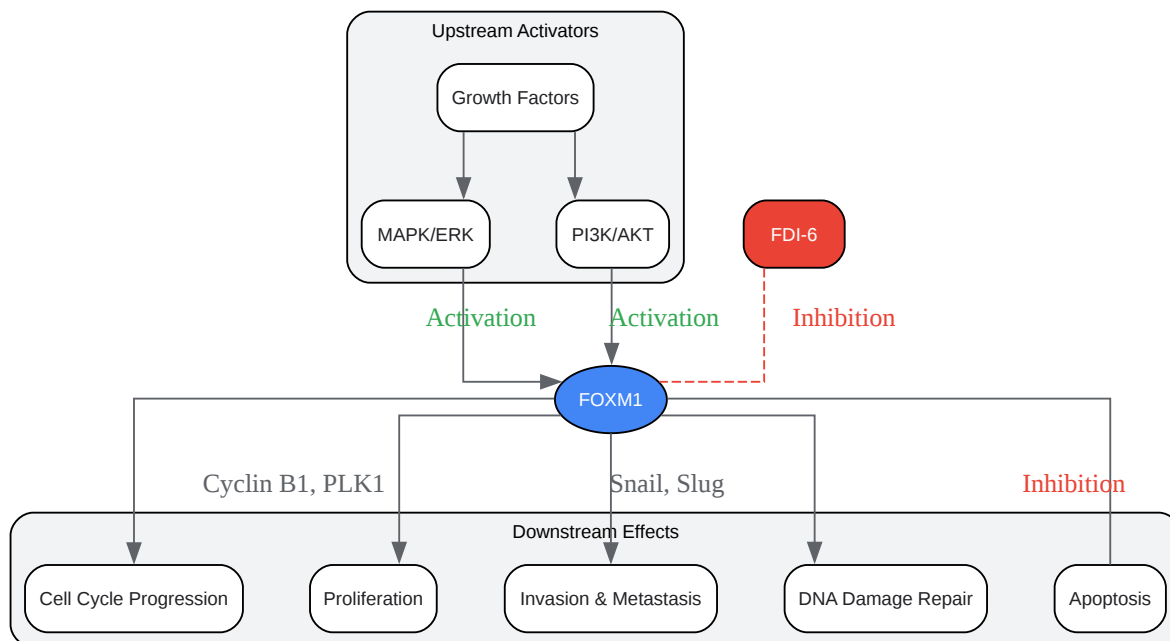 Upstream Activators
Growth Factors
MAPK/ERK
PI3K/AKT
FDI-6
Activation
Activation
Inhibition
FOXM1
Cyclin B1, PLK1
Snail, Slug
Inhibition
Downstream Effects
Cell Cycle Progression
Proliferation
Invasion & Metastasis
DNA Damage Repair
Apoptosis